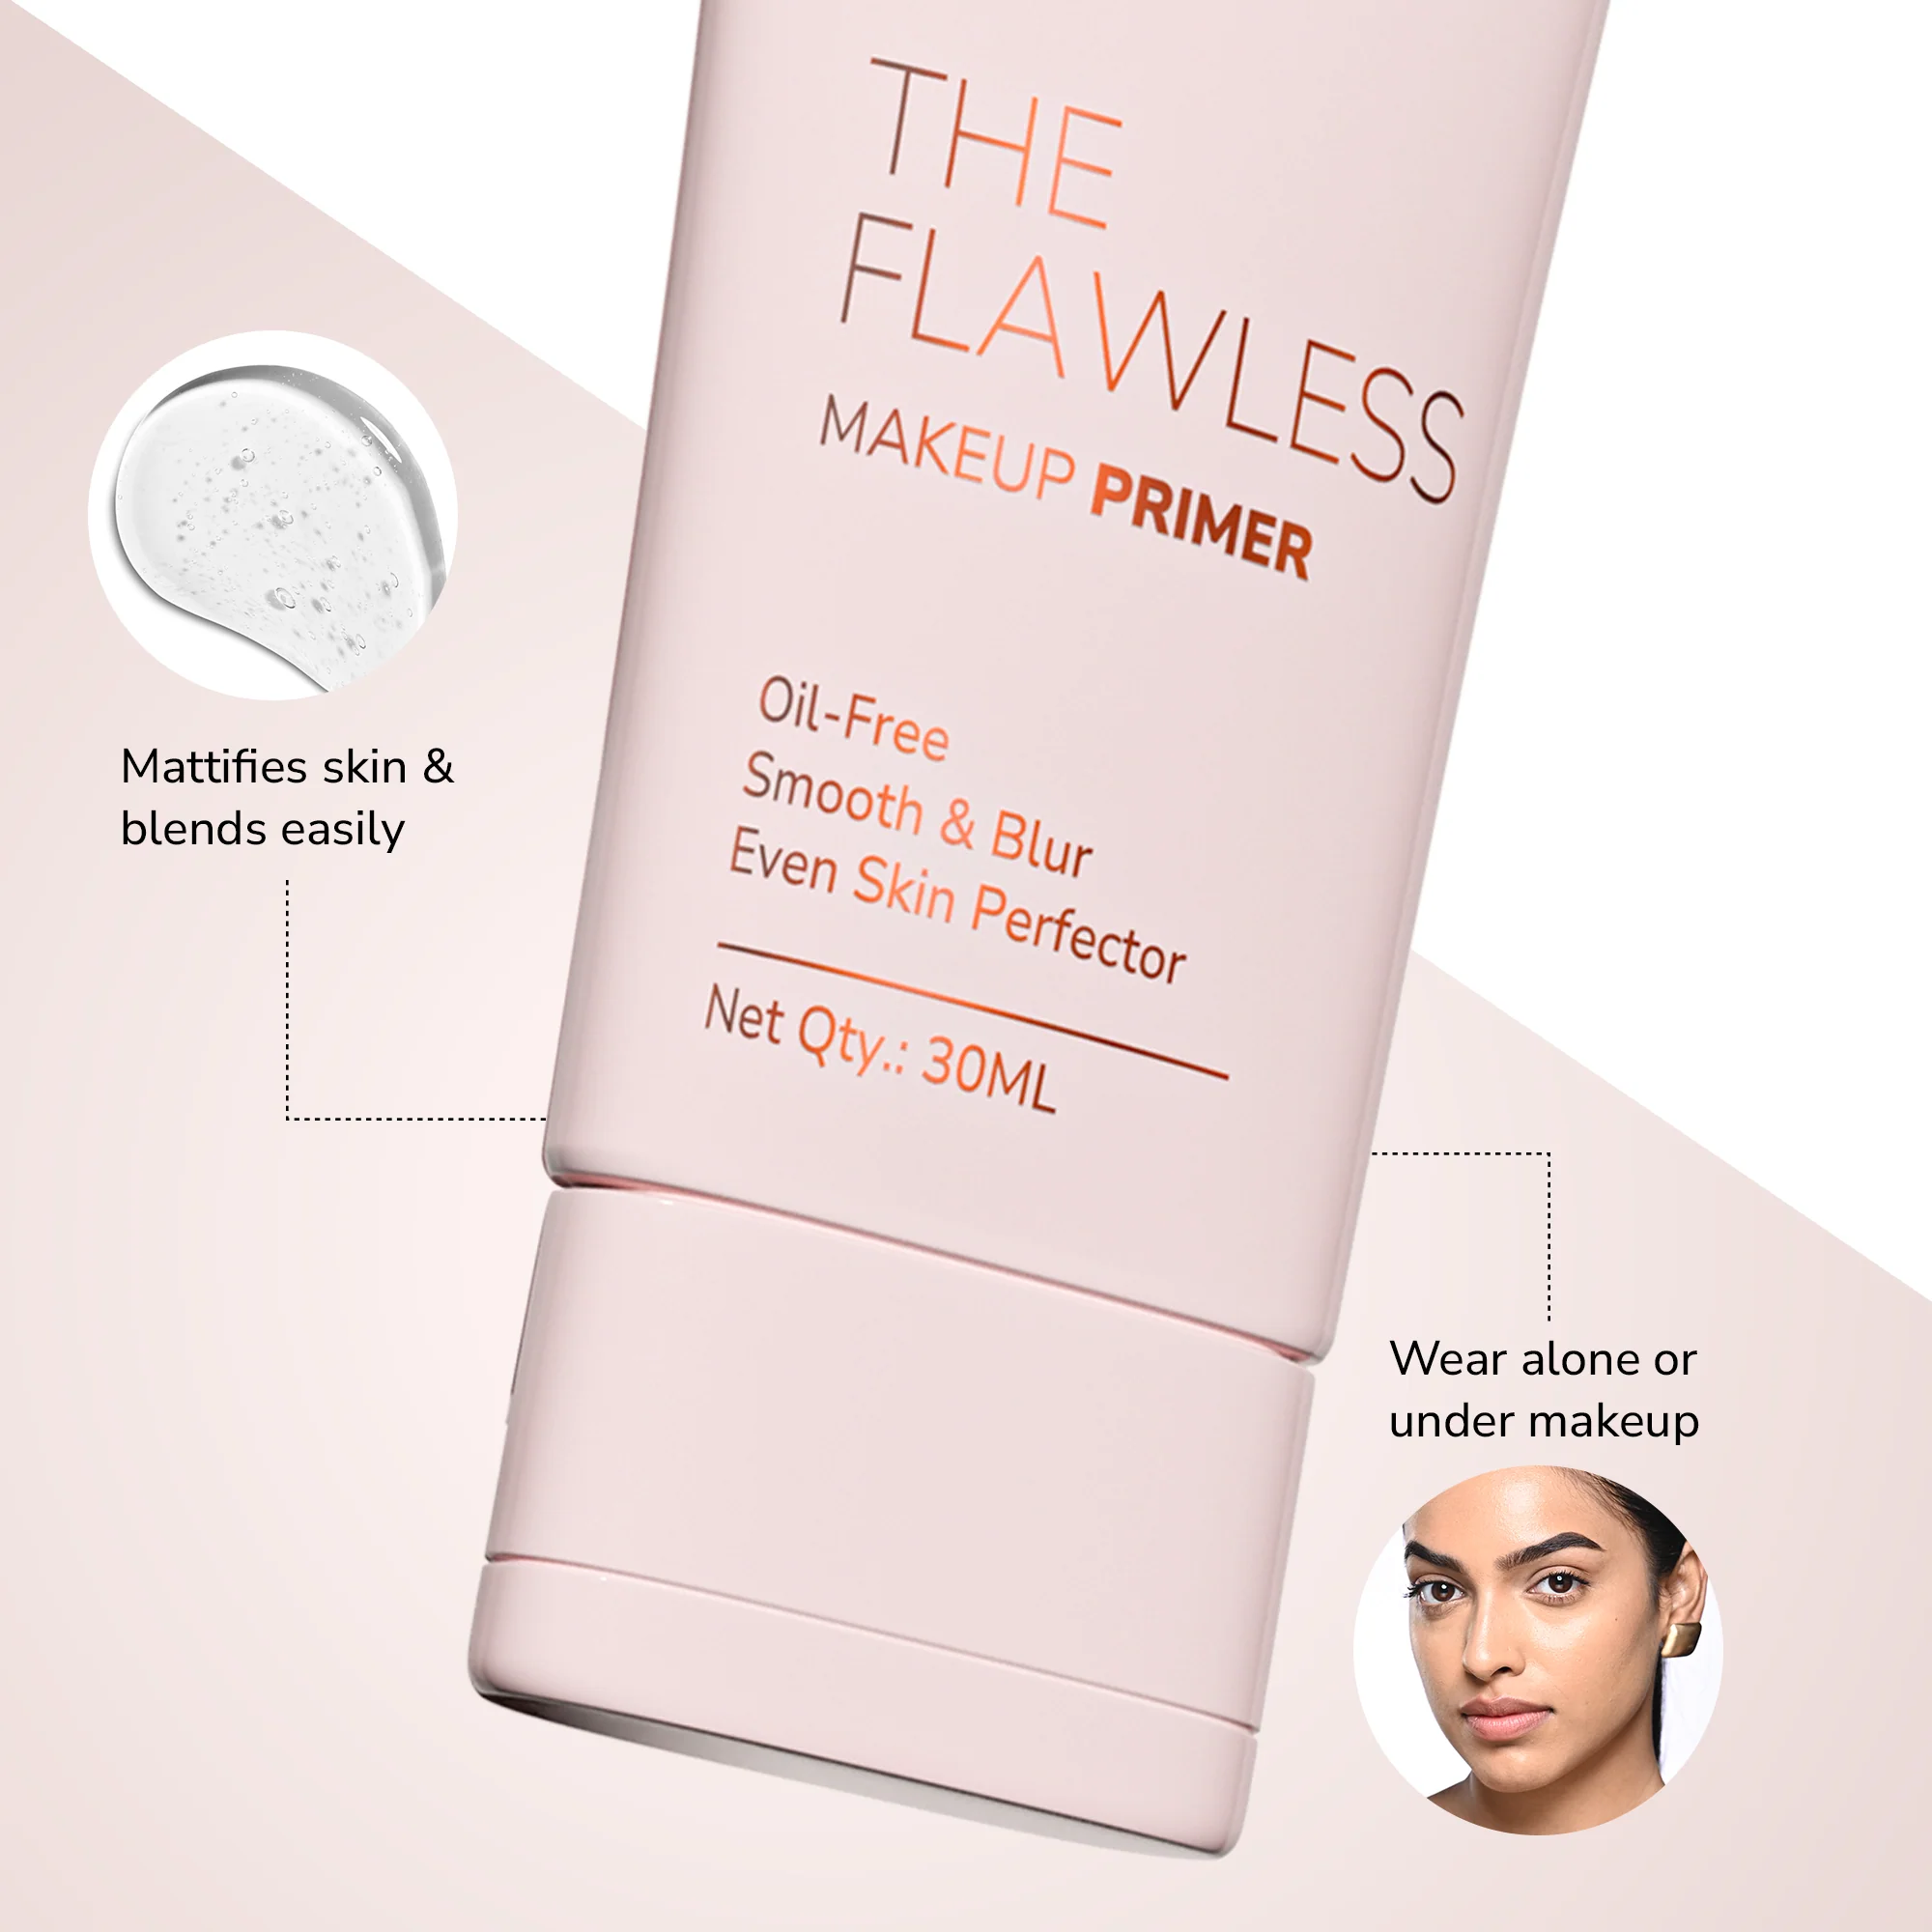 THE
FLAWLESS
MAKEUP PRIMER
Oil-Free
Smooth & Blur
Even Skin Perfector
Net Qty.: 30ML
Mattifies skin &
blends easily
Wear alone or
under makeup